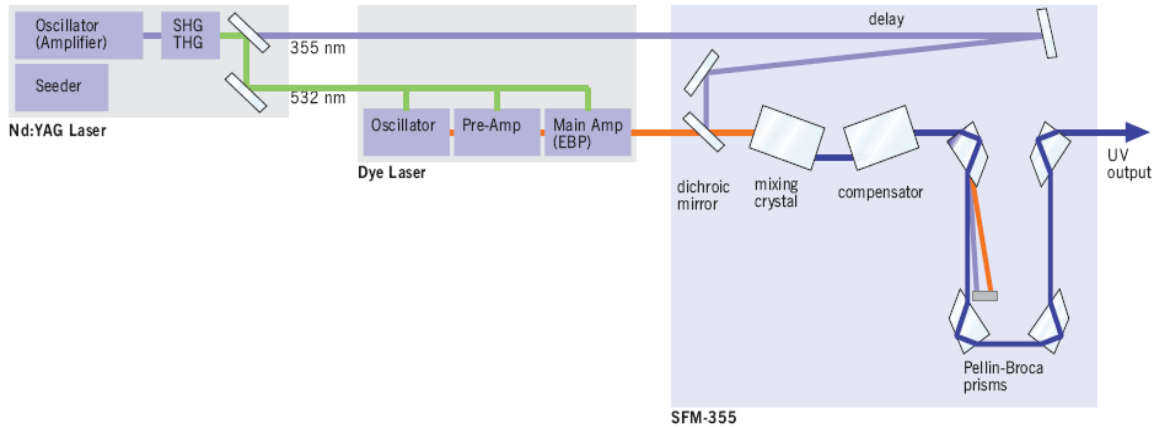 Oscillator
(Amplifier)
SHG
THG
Seeder
Nd:YAG Laser
355 nm
532 nm
Oscillator
Pre-Amp
Main Amp
(EBP)
Dye Laser
delay
dichroic
mirror
mixing
crystal
compensator
UV
output
Pellin-Broca
prisms
SFM-355